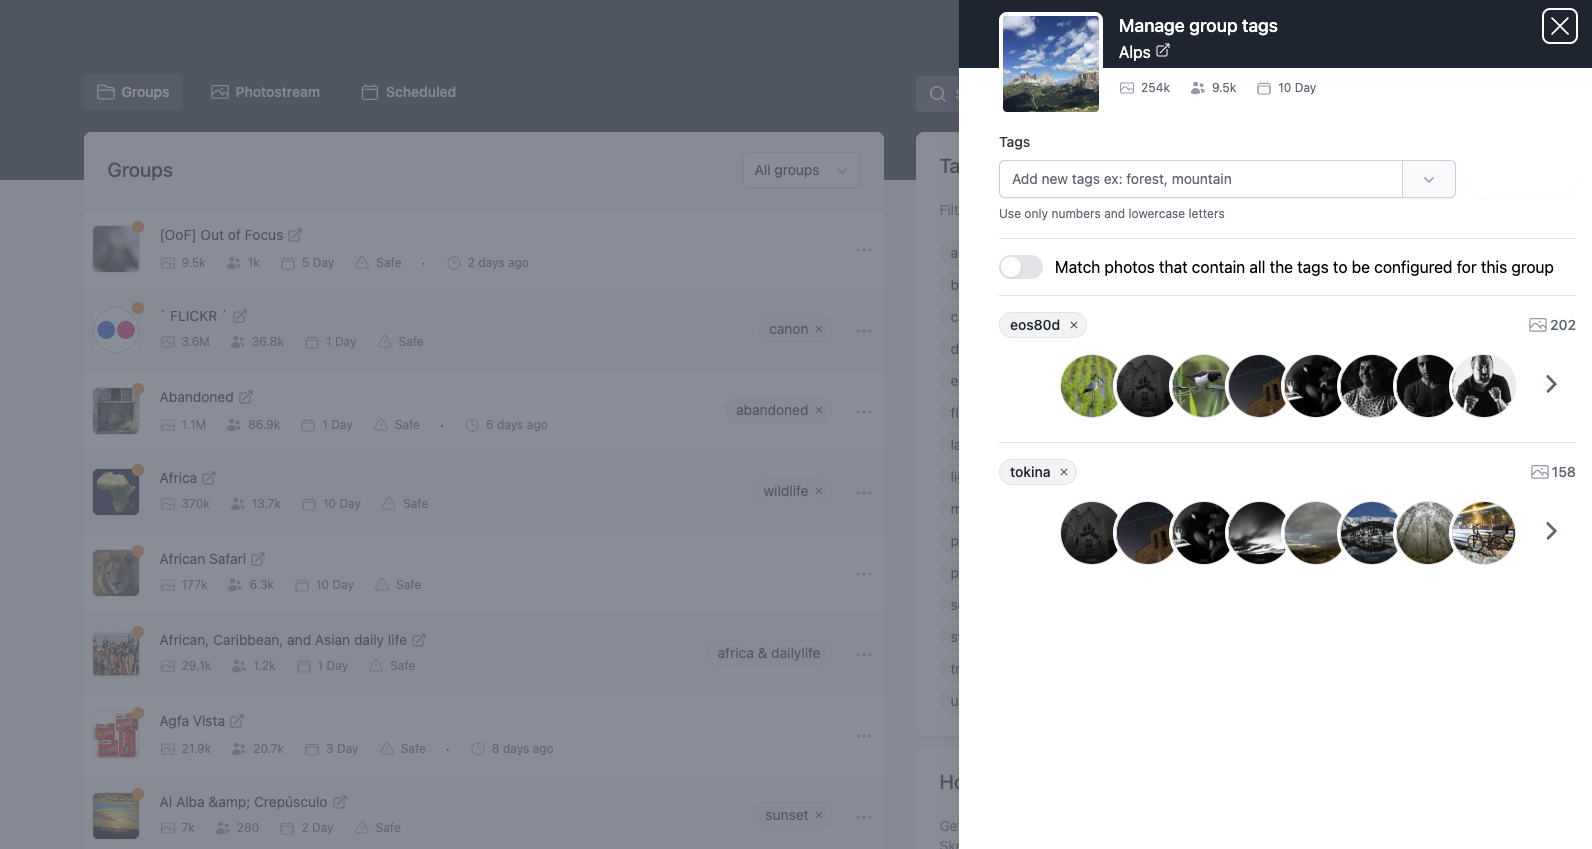 Manage group tags
Alps
254k 9.5k 10 Day
Groups Photostream Scheduled
Groups
All groups
[OoF] Out of Focus
9.5k 1k 5 Day Safe · 2 days ago
` FLICKR ´
3.6M 36.8k 1 Day Safe
canon ×
Abandoned
1.1M 86.9k 1 Day Safe · 6 days ago
abandoned ×
Africa
370k 13.7k 10 Day Safe
wildlife ×
African Safari
177k 6.3k 10 Day Safe
African, Caribbean, and Asian daily life
29.1k 1.2k 1 Day Safe
africa & dailylife
Agfa Vista
21.9k 20.7k 3 Day Safe · 8 days ago
Al Alba &amp; Crepúsculo
7k 280 2 Day Safe
sunset ×
Tags
Add new tags ex: forest, mountain
Use only numbers and lowercase letters
Match photos that contain all the tags to be configured for this group
eos80d ×
202
tokina ×
158